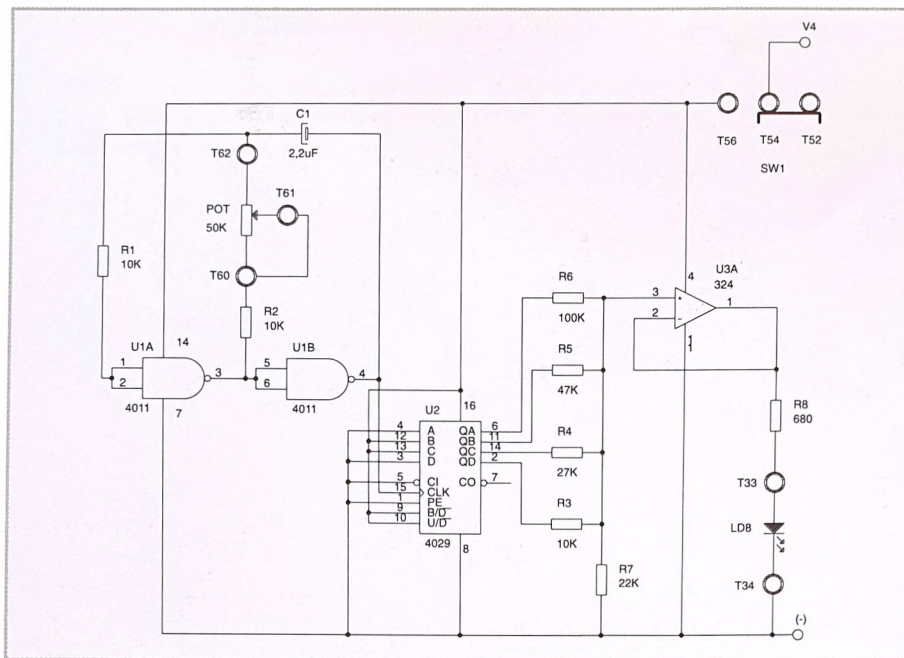 V4
C1
2,2uF
T62
T61
T56
T54
T52
SW1
POT
50K
R1
10K
T60
R6
100K
4
U3A
324
3
+
1
2
-
R2
10K
U1A
14
U1B
1
2
3
5
6
4
R5
47K
4011
7
4011
U2
16
R8
680
4
A
QA
6
12
B
QB
11
13
C
QC
14
3
D
QD
2
R4
27K
5
CI
CO
7
15
CLK
1
PE
9
B/D
10
U/D
T33
R3
10K
LD8
4029
8
R7
22K
T34
(-)